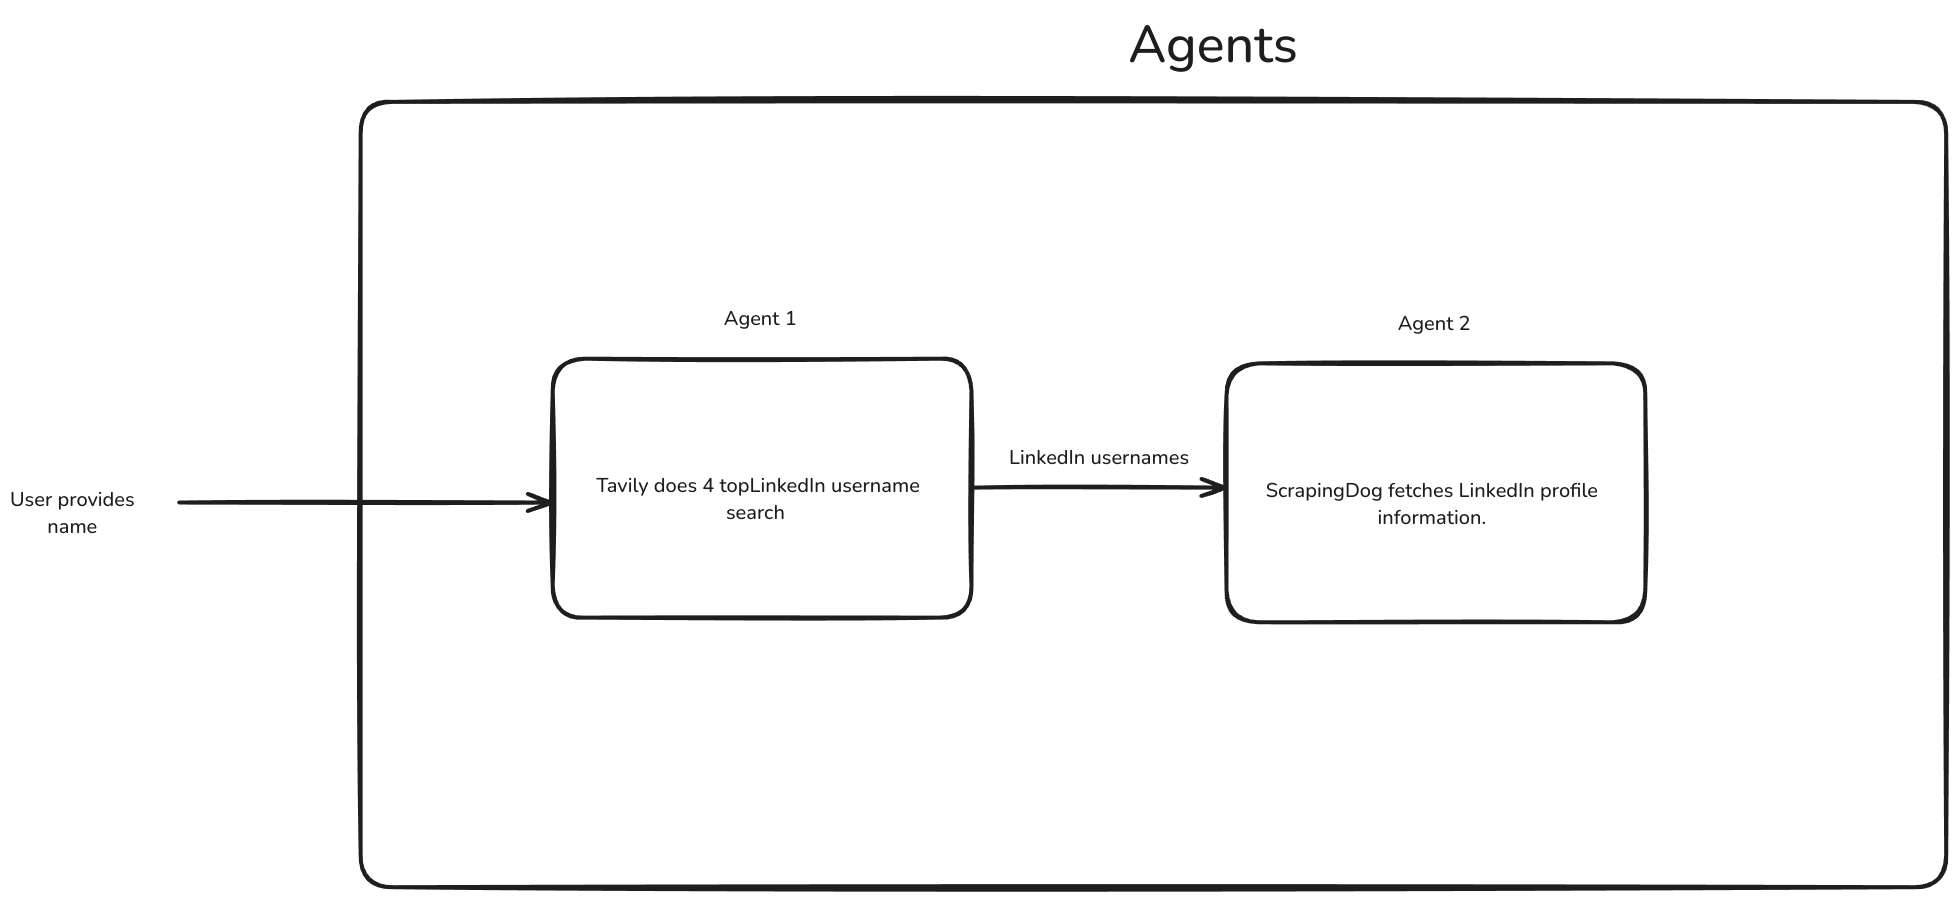 Agents
Agent 1
Agent 2
User provides
name
Tavily does 4 topLinkedIn username
search
LinkedIn usernames
ScrapingDog fetches LinkedIn profile
information.